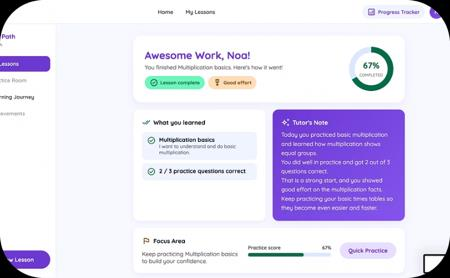 Home
My Lessons
Progress Tracker
Path
Lessons
Awesome Work, Noa!
You finished Multiplication basics. Here's how it went!
Lesson complete
Good effort
67%
COMPLETED
What you learned
Multiplication basics
I want to understand and do basic
multiplication.
2 / 3 practice questions correct
Tutor's Note
Today you practiced basic multiplication
and learned how multiplication shows
equal groups.
You did well in practice and got 2 out of 3
questions correct.
That is a strong start, and you showed
good effort on the multiplication facts.
Keep practicing your basic times tables so
they become even easier and faster.
Focus Area
Keep practicing Multiplication basics
to build your confidence.
Practice score
67%
Quick Practice
Room
Journey
Lesson